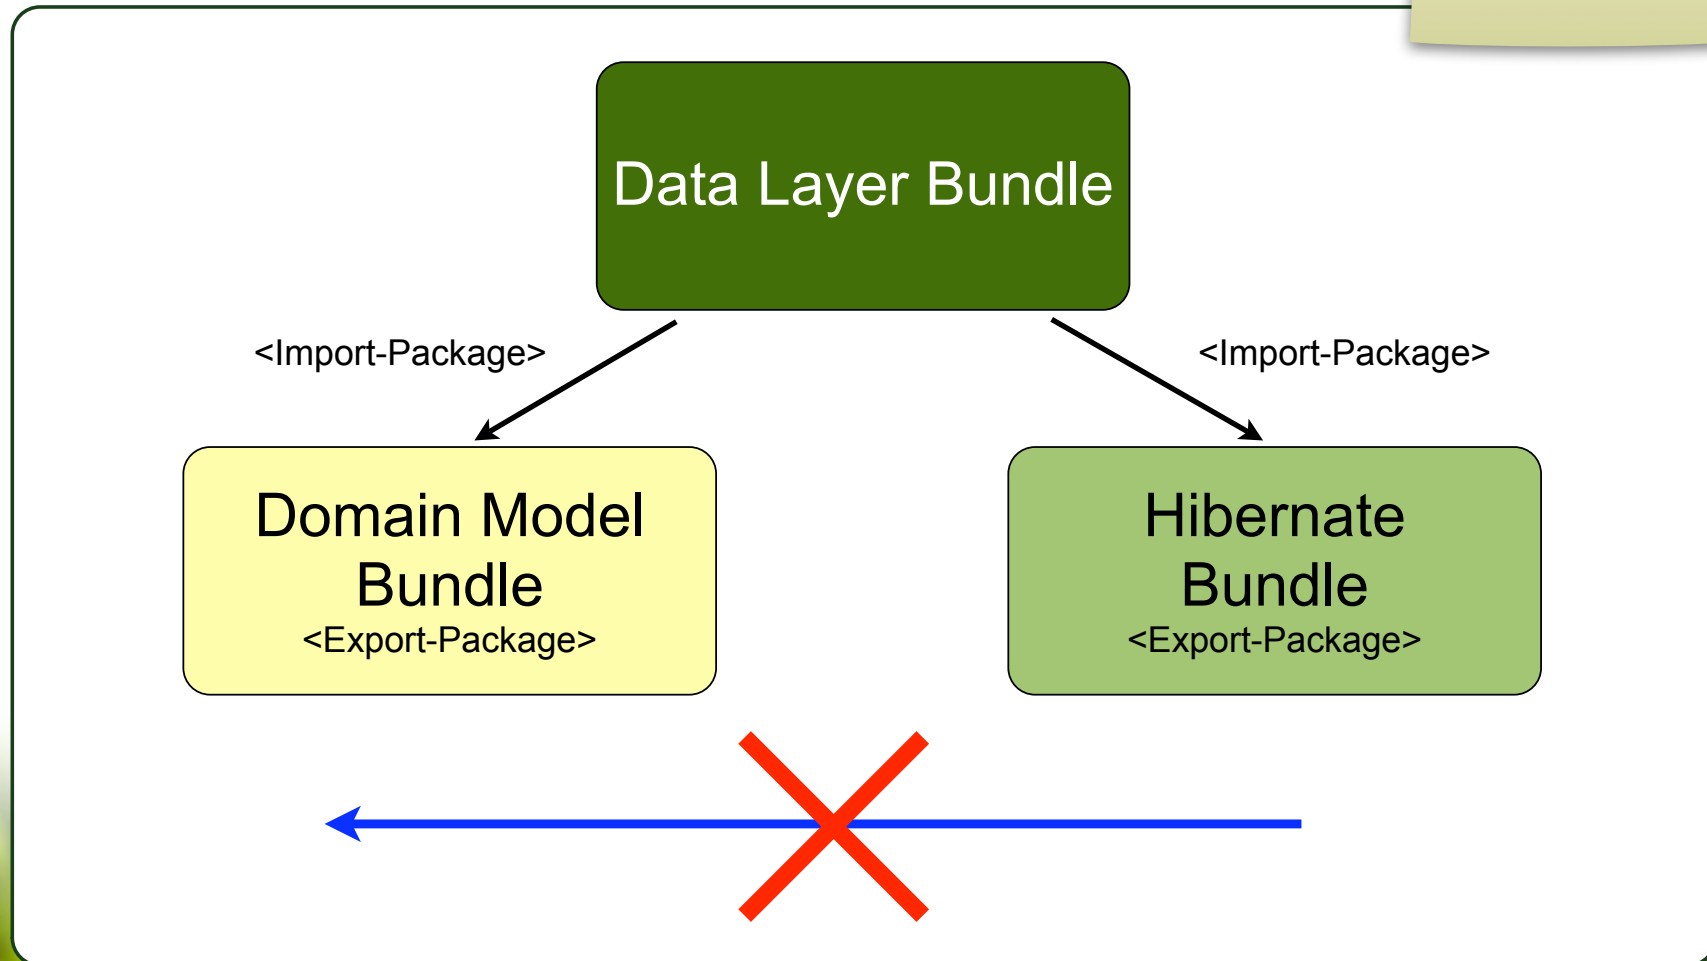 Data Layer Bundle
<Import-Package>
<Import-Package>
Domain Model
Bundle
<Export-Package>
Hibernate
Bundle
<Export-Package>